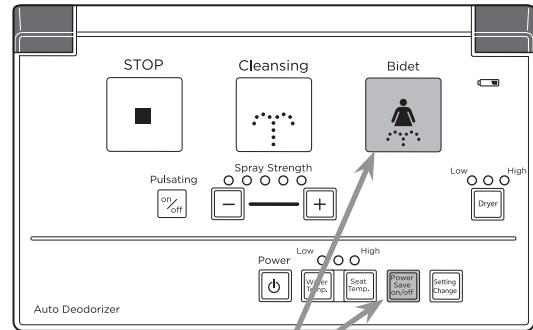 STOP
Cleansing
Bidet
Pulsating
on/off
Spray Strength
Low
High
Dryer
Power
Low
High
Water
Temp.
Seat
Temp.
Power
Save
on/off
Setting
Change
Auto Deodorizer